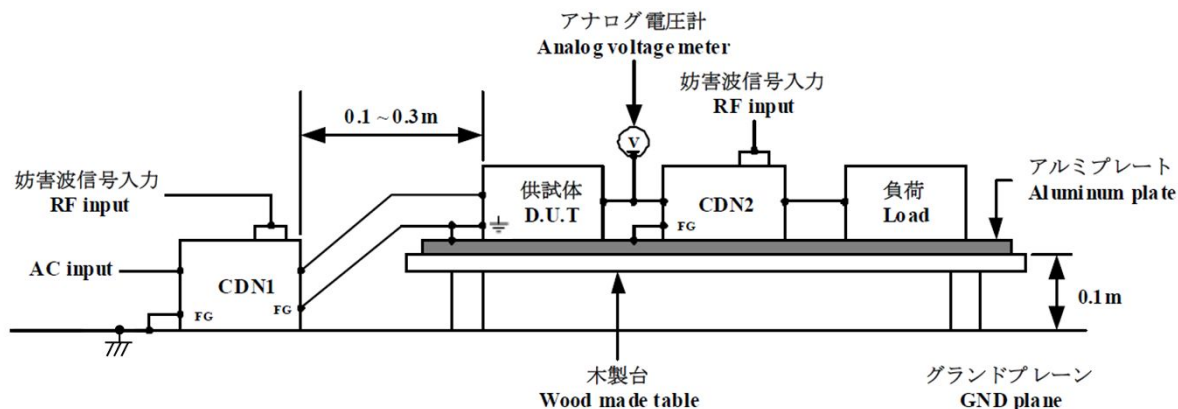 アナログ電圧計
Analog voltage meter
妨害波信号入力
RF input
0.1 ~ 0.3 m
V
妨害波信号入力
RF input
供試体
D.U.T
CDN2
FG
負荷
Load
アルミプレート
Aluminum plate
AC input
CDN1
FG
FG
0.1 m
木製台
Wood made table
グランドプレーン
GND plane